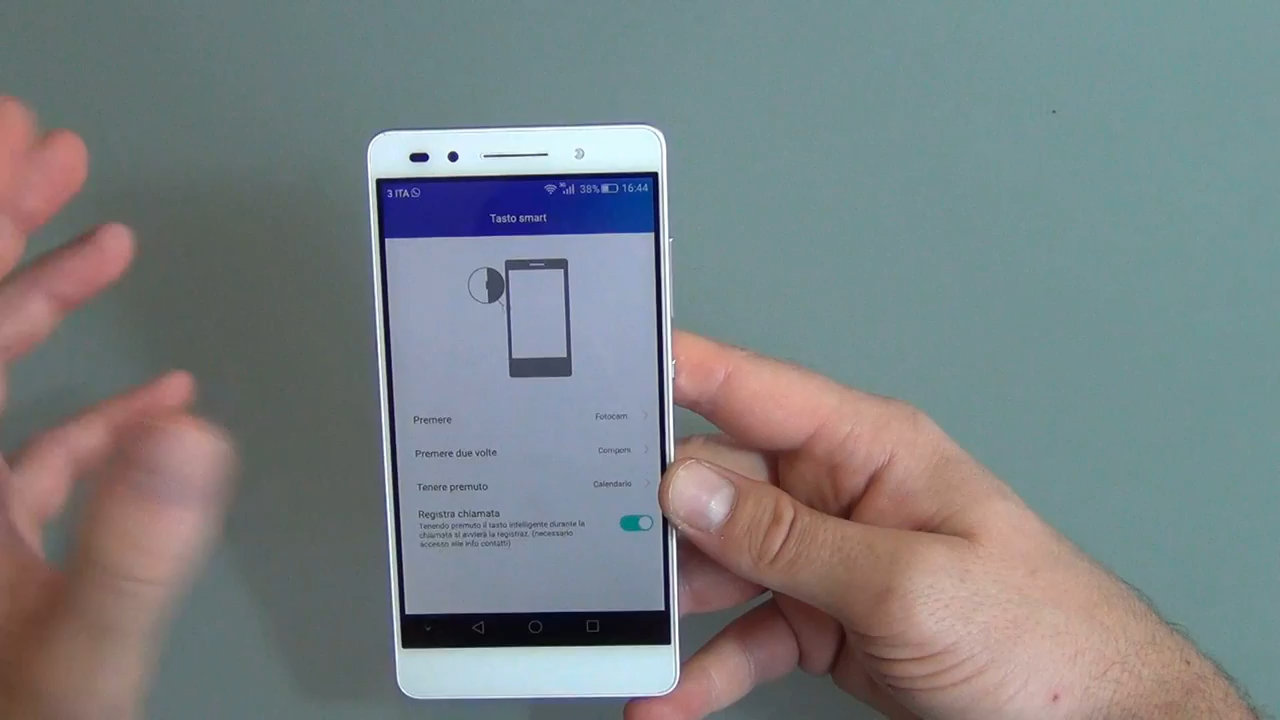 3 ITA 3G 38% 16:44
Tasto smart
Premere Fotocam.
Premere due volte Componi
Tenere premuto Calendario
Registra chiamata
Tenendo premuto il tasto intelligente durante la
chiamata si avvierà la registraz. (necessario
accesso alle info contatti)